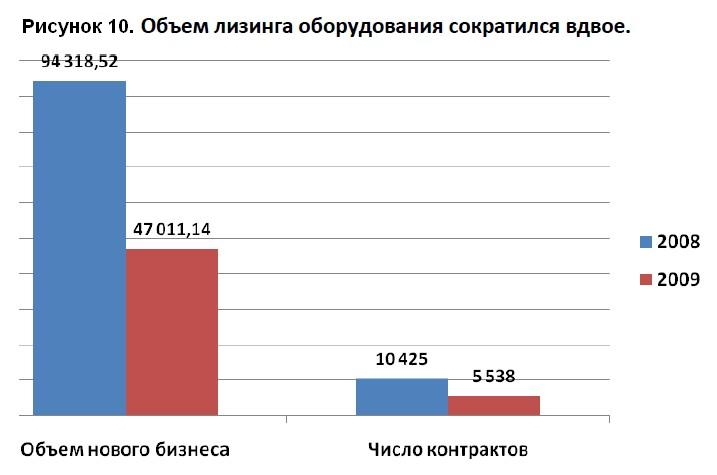 Рисунок 10. Объем лизинга оборудования сократился вдвое.
94 318,52
47 011,14
10 425
5 538
2008
2009
Объем нового бизнеса
Число контрактов